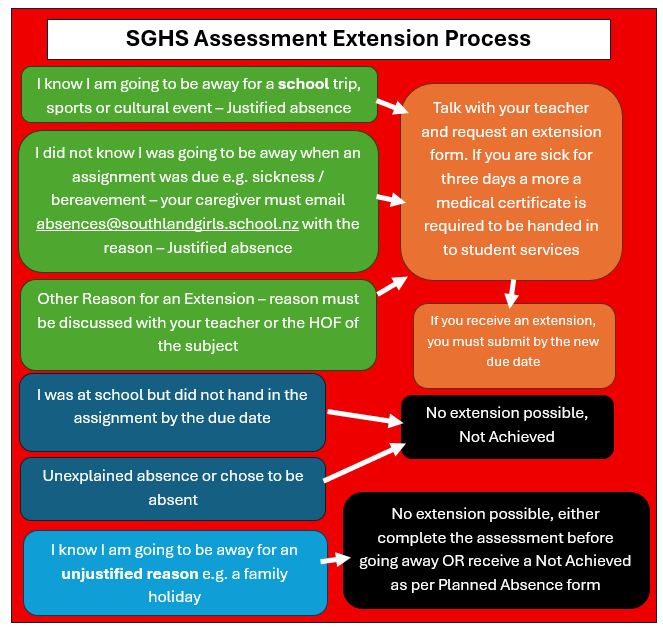 SGHS Assessment Extension Process
I know I am going to be away for a school trip,
sports or cultural event – Justified absence
I did not know I was going to be away when an
assignment was due e.g. sickness /
bereavement – your caregiver must email
absences@southlandgirls.school.nz with the
reason – Justified absence
Other Reason for an Extension – reason must
be discussed with your teacher or the HOF of
the subject
Talk with your teacher
and request an extension
form. If you are sick for
three days a more a
medical certificate is
required to be handed in
to student services
If you receive an extension,
you must submit by the new
due date
I was at school but did not hand in the
assignment by the due date
Unexplained absence or chose to be
absent
No extension possible,
Not Achieved
I know I am going to be away for an
unjustified reason e.g. a family
holiday
No extension possible, either
complete the assessment before
going away OR receive a Not Achieved
as per Planned Absence form